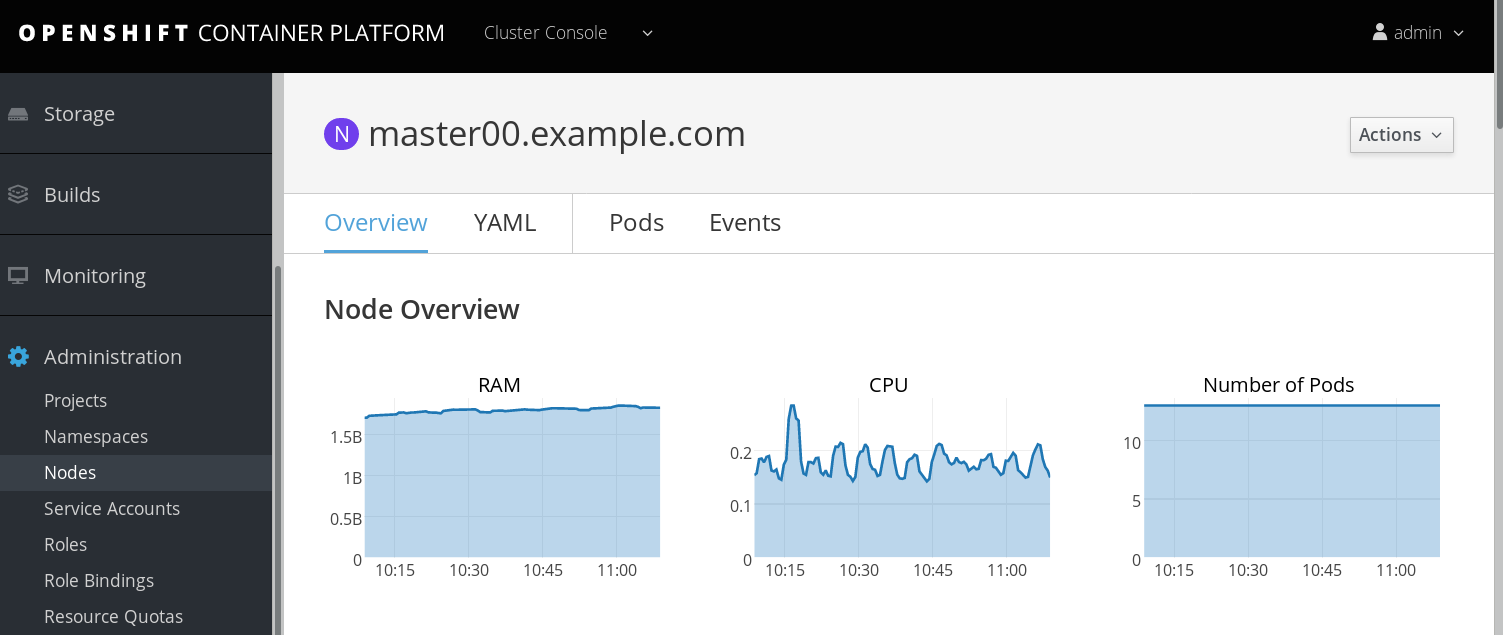 OPENSHIFT CONTAINER PLATFORM Cluster Console admin
Storage
Builds
Monitoring
Administration
Projects
Namespaces
Nodes
Service Accounts
Roles
Role Bindings
Resource Quotas
N master00.example.com
Actions
Overview YAML Pods Events
Node Overview
RAM
1.5B
1B
0.5B
0
10:15 10:30 10:45 11:00
CPU
0.2
0.1
0
10:15 10:30 10:45 11:00
Number of Pods
10
5
0
10:15 10:30 10:45 11:00